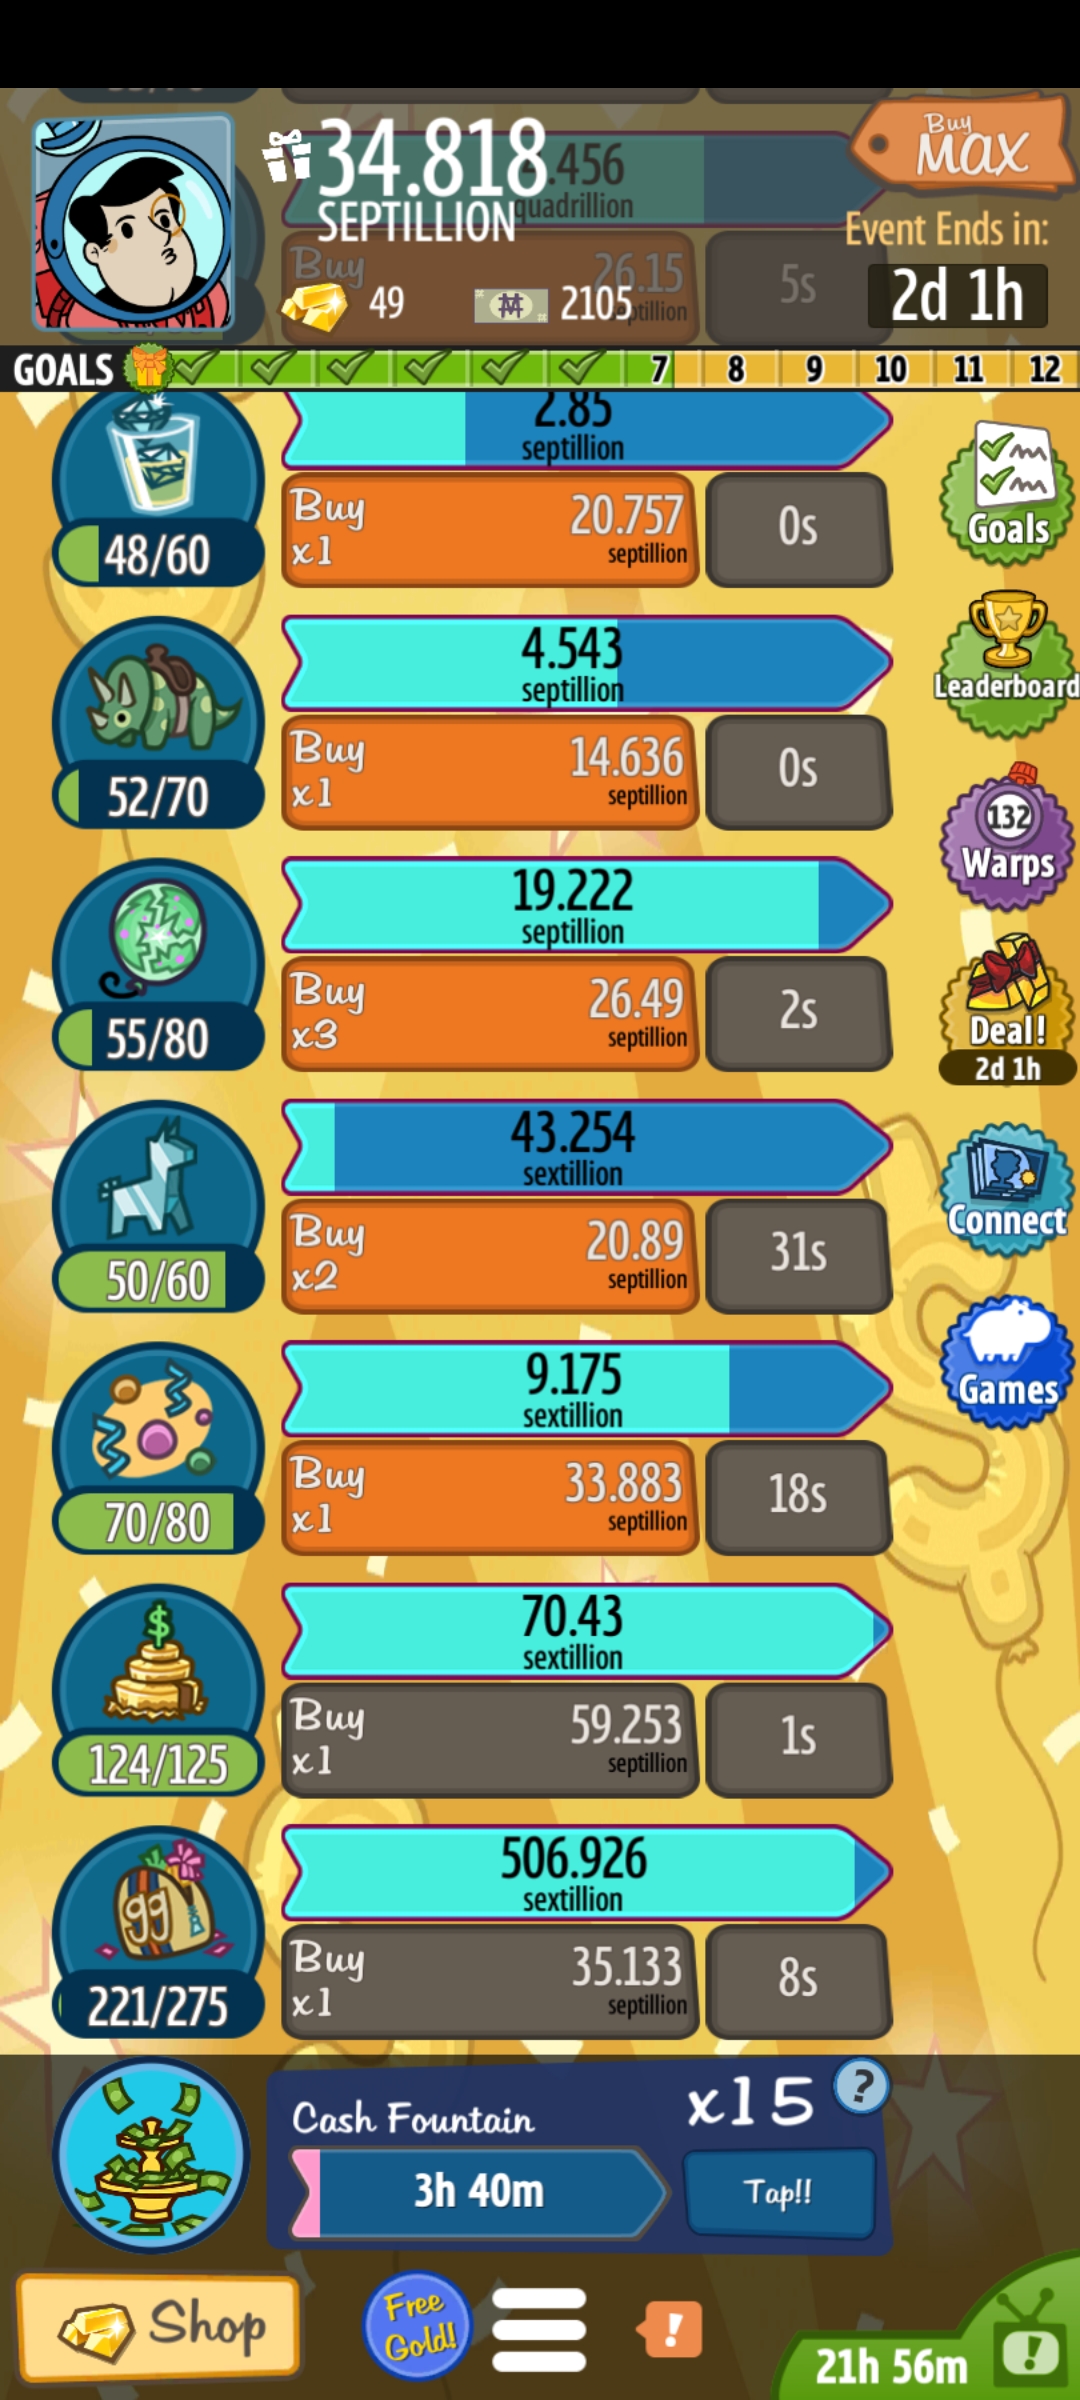 34.818
SEPTILLION
.456
quadrillion
Buy
26.15
5s
49
2105
Buy
MAX
Event Ends in:
2d 1h
GOALS
7
8
9
10
11
12
2.85
septillion
48/60
Buy
x1
20.757
septillion
0s
Goals
4.543
septillion
52/70
Buy
x1
14.636
septillion
0s
Leaderboard
19.222
septillion
55/80
Buy
x3
26.49
septillion
2s
132
Warps
Deal!
2d 1h
43.254
sextillion
50/60
Buy
x2
20.89
septillion
31s
Connect
9.175
sextillion
70/80
Buy
x1
33.883
septillion
18s
Games
70.43
sextillion
$
124/125
Buy
x1
59.253
septillion
1s
506.926
sextillion
99
221/275
Buy
x1
35.133
septillion
8s
Cash Fountain
x15
?
3h 40m
Tap!!
Shop
Free
Gold!
!
21h 56m
!